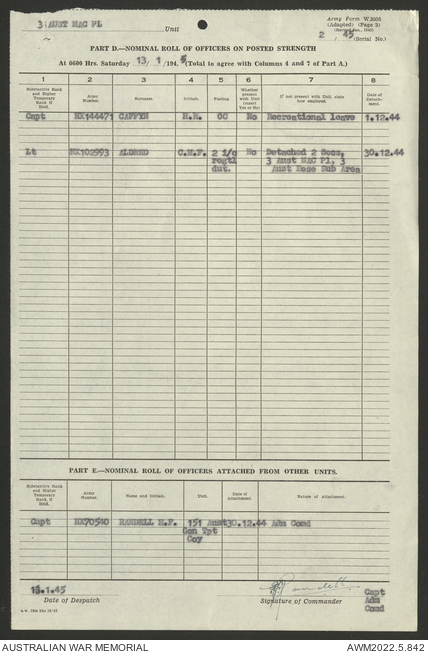 3 AUST MAC PL
Unit
Army Form W.3008
(Adapted) (Page 2)
2 / 45 (Serial No.)
PART D.—NOMINAL ROLL OF OFFICERS ON POSTED STRENGTH
At 0600 Hrs. Saturday 13/ 1 /194 5 (Total to agree with Columns 4 and 7 of Part A.)
1 2 3 4 5 6 7 8
Substantive Rank and Higher Temporary Rank if Held.
Army Number.
Surname.
Initials.
Posting.
Whether present with Unit (insert Yes or No)
If not present with Unit, state how employed.
Date of Detachment.
Capt NX144471 CAFFYN H.R. OC No Recreational leave 1.12.44
Lt NX102993 ALDRED C.M.F. 2 i/c No Detached 2 Secs, 30.12.44
regtl 3 Aust MAC Pl, 3
dut. Aust Base Sub Area
PART E.—NOMINAL ROLL OF OFFICERS ATTACHED FROM OTHER UNITS.
Substantive Rank and Higher Temporary Rank if Held.
Army Number.
Name and Initials.
Unit.
Date of Attachment.
Nature of Attachment.
Capt NX70540 RANDELL H.F. 151 Aust 30.12.44 Adm Comd
Gen Tpt
Coy
13.1.45
Date of Despatch
Signature of Commander
Capt
Adm
Comd
AUSTRALIAN WAR MEMORIAL
AWM2022.5.842